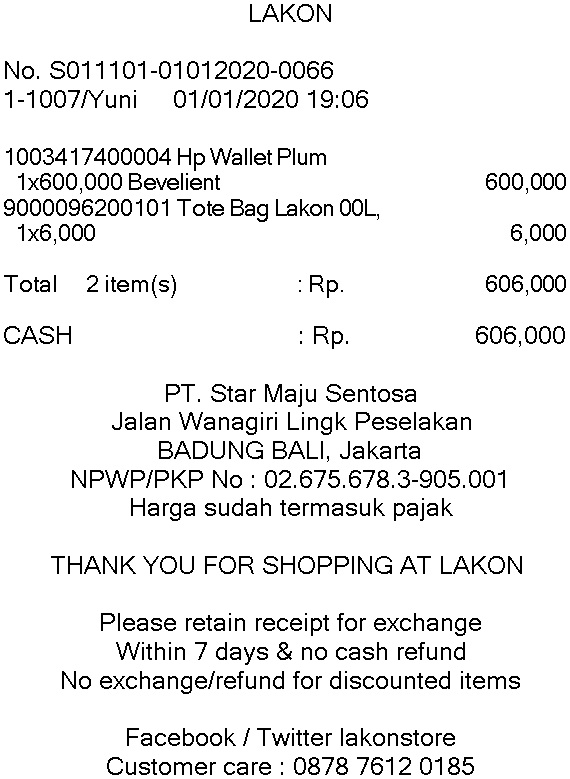 LAKON
No. S011101-01012020-0066
1-1007/Yuni 01/01/2020 19:06
1003417400004 Hp Wallet Plum
1x600,000 Bevelient 600,000
9000096200101 Tote Bag Lakon 00L,
1x6,000 6,000
Total 2 item(s) : Rp. 606,000
CASH : Rp. 606,000
PT. Star Maju Sentosa
Jalan Wanagiri Lingk Peselakan
BADUNG BALI, Jakarta
NPWP/PKP No : 02.675.678.3-905.001
Harga sudah termasuk pajak
THANK YOU FOR SHOPPING AT LAKON
Please retain receipt for exchange
Within 7 days & no cash refund
No exchange/refund for discounted items
Facebook / Twitter lakonstore
Customer care : 0878 7612 0185